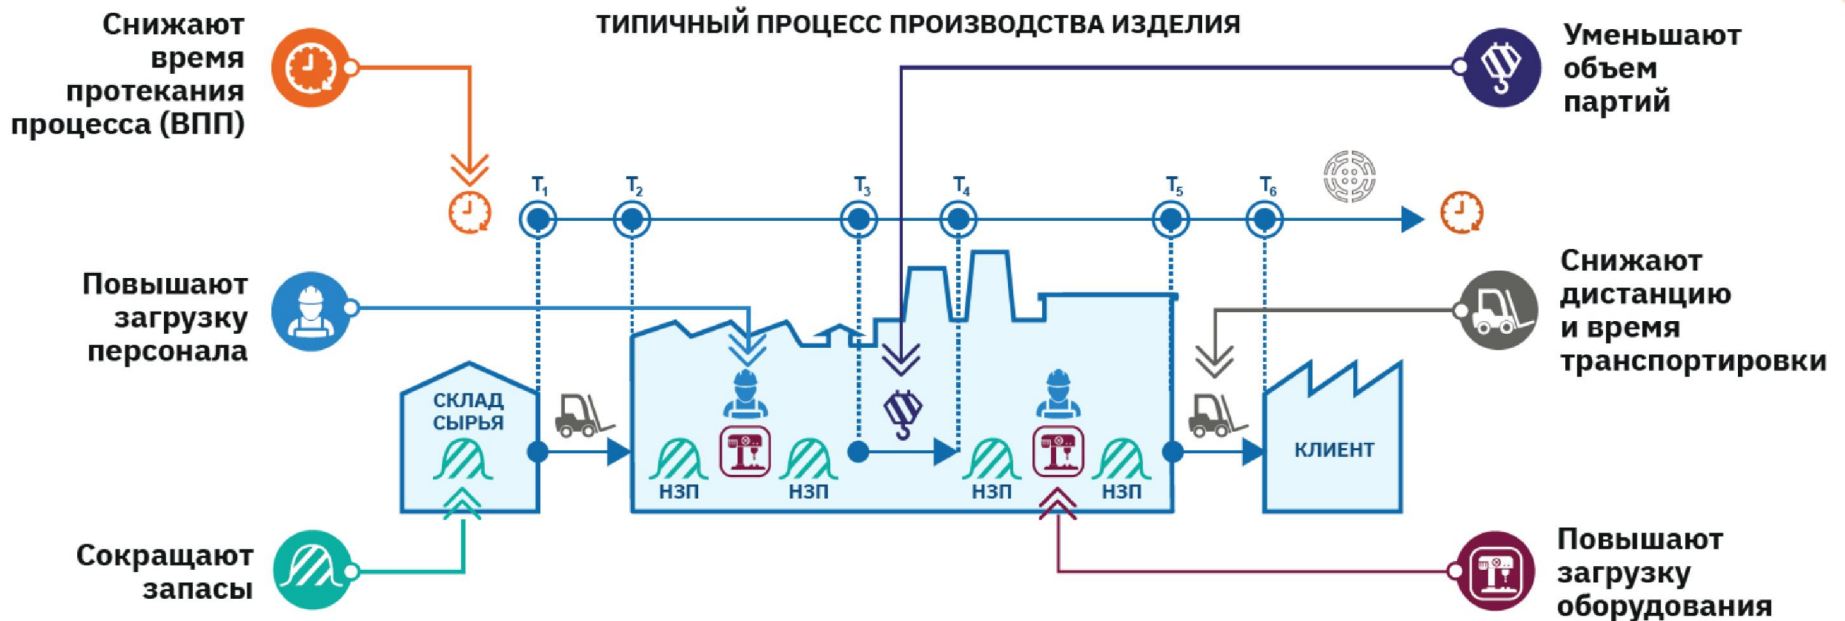 ТИПИЧНЫЙ ПРОЦЕСС ПРОИЗВОДСТВА ИЗДЕЛИЯ
Снижают
время
протекания
процесса (ВПП)
Уменьшают
объем
партий
T1
T2
T3
T4
T5
T6
Повышают
загрузку
персонала
Снижают
дистанцию
и время
транспортировки
СКЛАД
СЫРЬЯ
НЗП
НЗП
НЗП
НЗП
КЛИЕНТ
Сокращают
запасы
Повышают
загрузку
оборудования